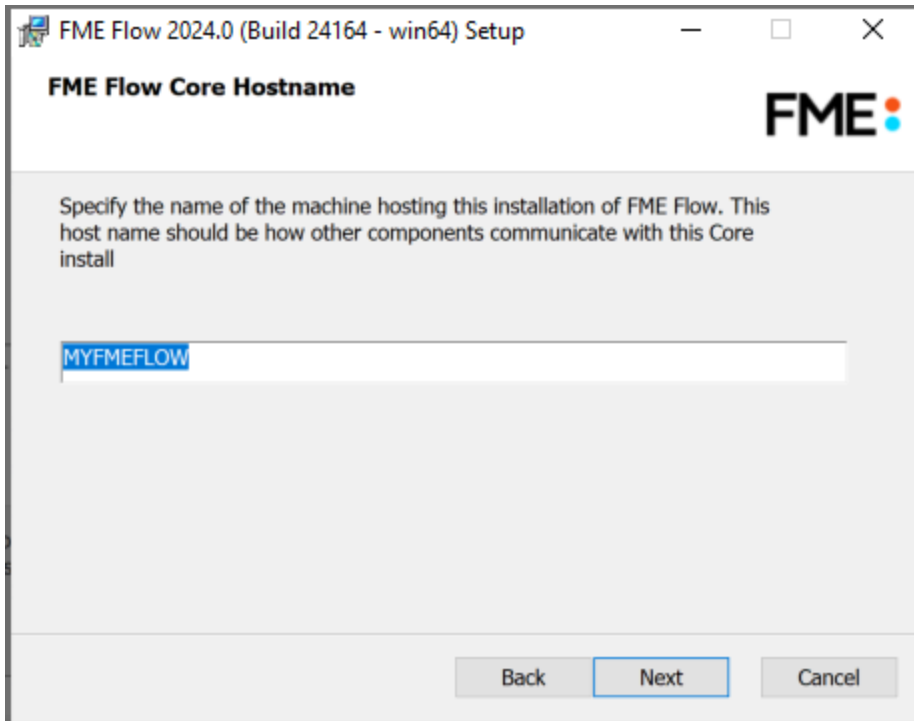 FME Flow 2024.0 (Build 24164 - win64) Setup
FME Flow Core Hostname
FME
Specify the name of the machine hosting this installation of FME Flow. This
host name should be how other components communicate with this Core
install
MYFMEFLOW
Back Next Cancel